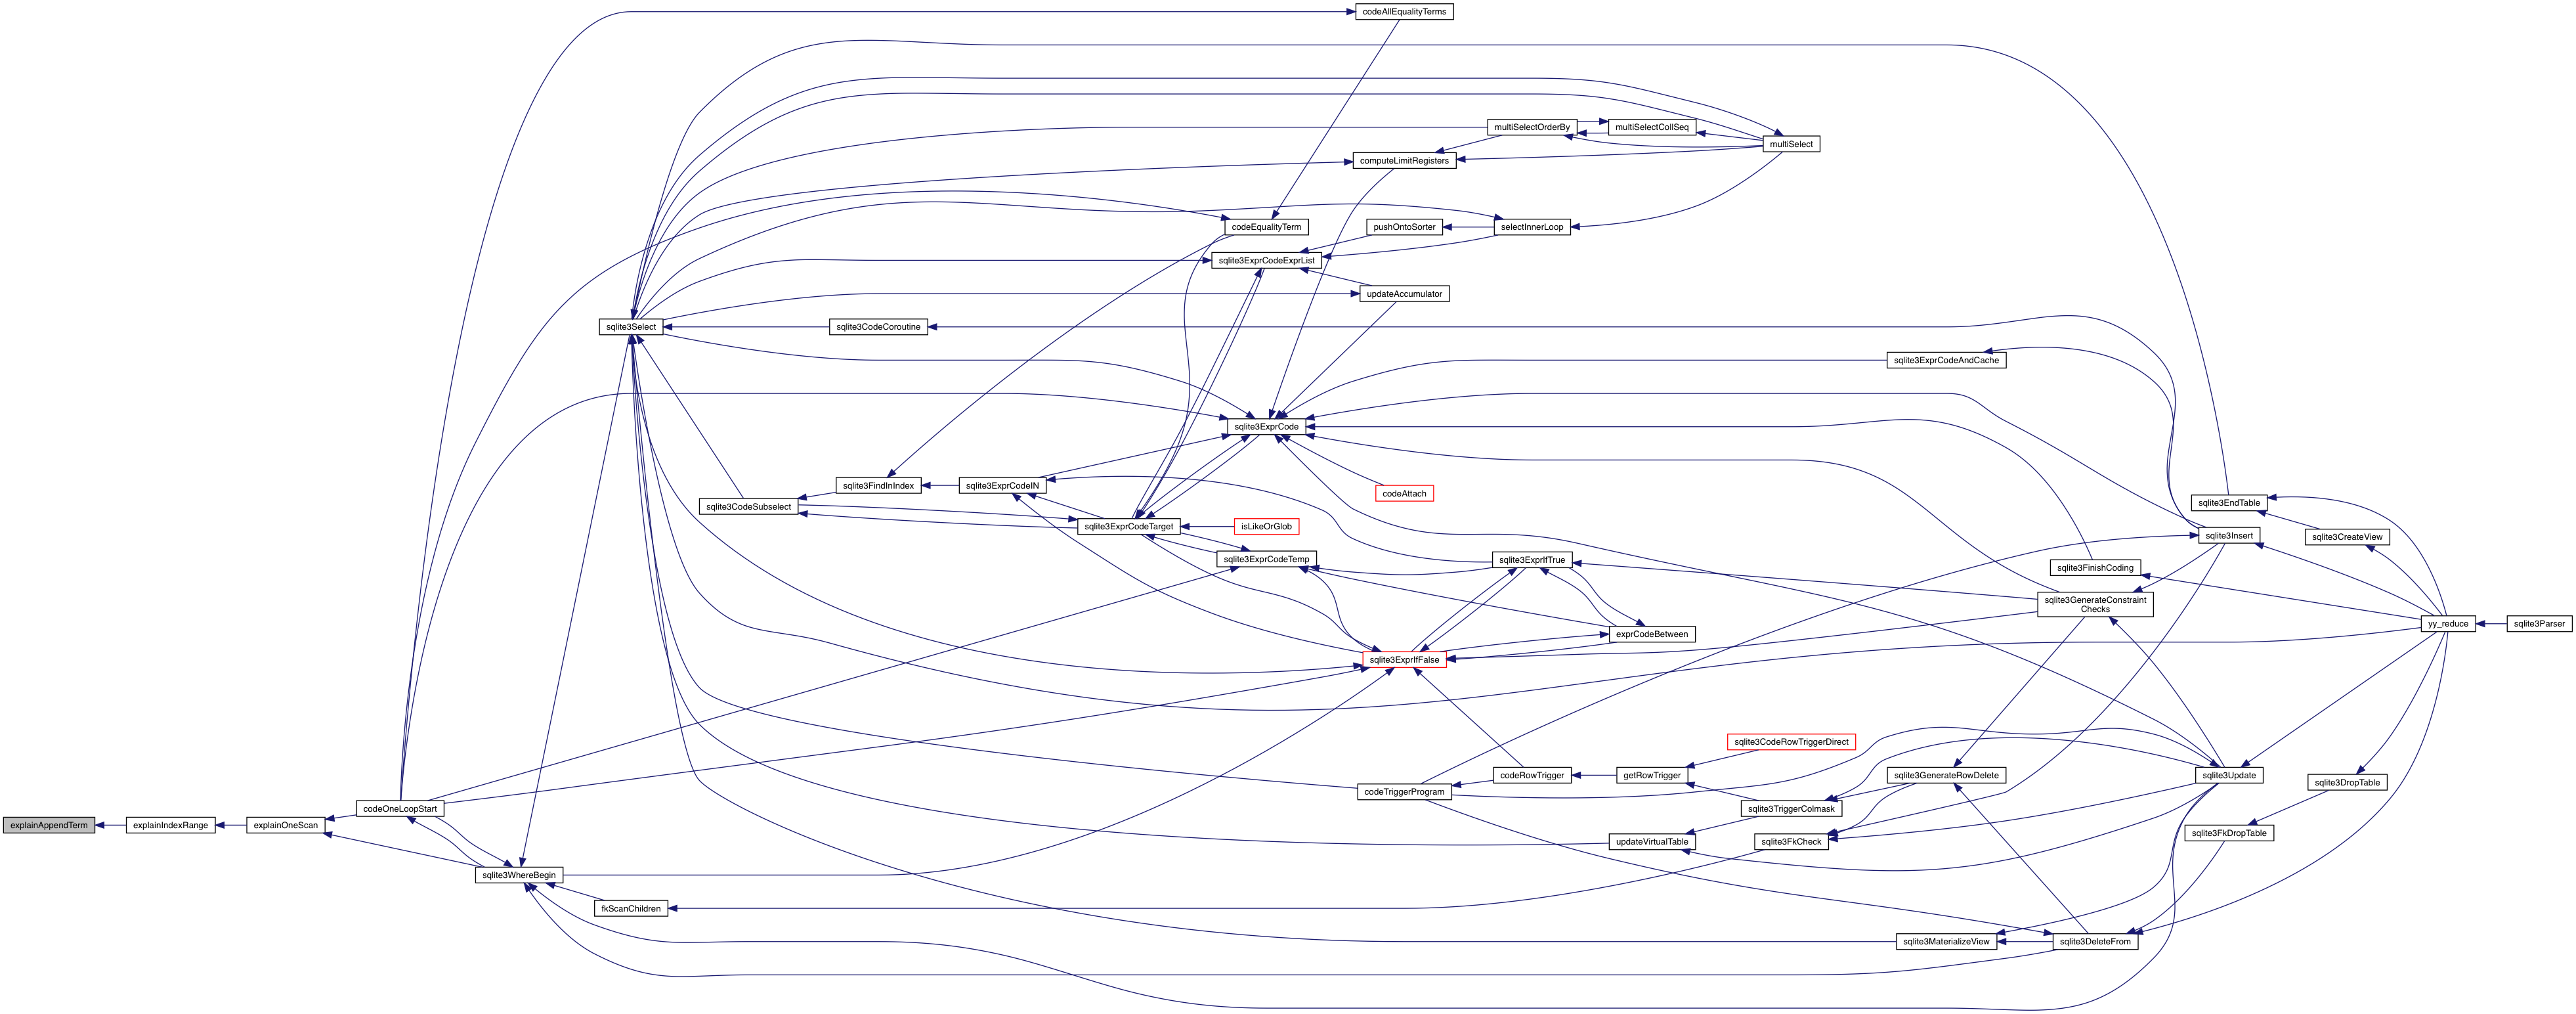 codeAllEqualityTerms
multiSelectOrderBy
multiSelectCollSeq
multiSelect
computeLimitRegisters
codeEqualityTerm
pushOntoSorter
selectInnerLoop
sqlite3ExprCodeExprList
updateAccumulator
sqlite3Select
sqlite3CodeCoroutine
sqlite3ExprCodeAndCache
sqlite3ExprCode
sqlite3FindInIndex
sqlite3ExprCodeIN
codeAttach
sqlite3CodeSubselect
sqlite3EndTable
sqlite3ExprCodeTarget
isLikeOrGlob
sqlite3Insert
sqlite3CreateView
sqlite3ExprCodeTemp
sqlite3ExprIfTrue
sqlite3FinishCoding
sqlite3GenerateConstraint
Checks
yy_reduce
sqlite3Parser
exprCodeBetween
sqlite3ExprIfFalse
sqlite3CodeRowTriggerDirect
codeRowTrigger
getRowTrigger
sqlite3GenerateRowDelete
sqlite3Update
sqlite3DropTable
codeTriggerProgram
codeOneLoopStart
sqlite3TriggerColmask
explainAppendTerm
explainIndexRange
explainOneScan
sqlite3FkDropTable
updateVirtualTable
sqlite3FkCheck
sqlite3WhereBegin
fkScanChildren
sqlite3MaterializeView
sqlite3DeleteFrom